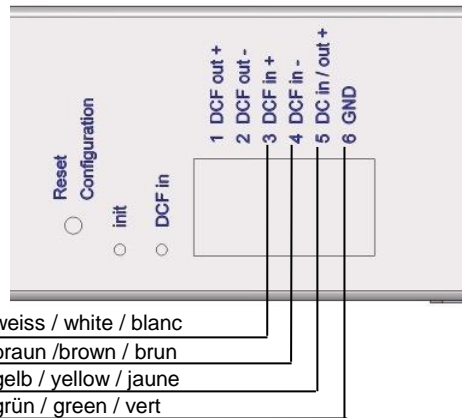 Reset
Configuration
init
DCF in
1 DCF out +
2 DCF out -
3 DCF in +
4 DCF in -
5 DC in / out +
6 GND
weiss / white / blanc
braun /brown / brun
gelb / yellow / jaune
grün / green / vert